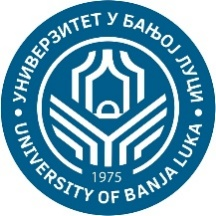 • УНИВЕРЗИТЕТ У БАЊОЈ ЛУЦИ •
1975
UNIVERSITY OF BANJA LUKA